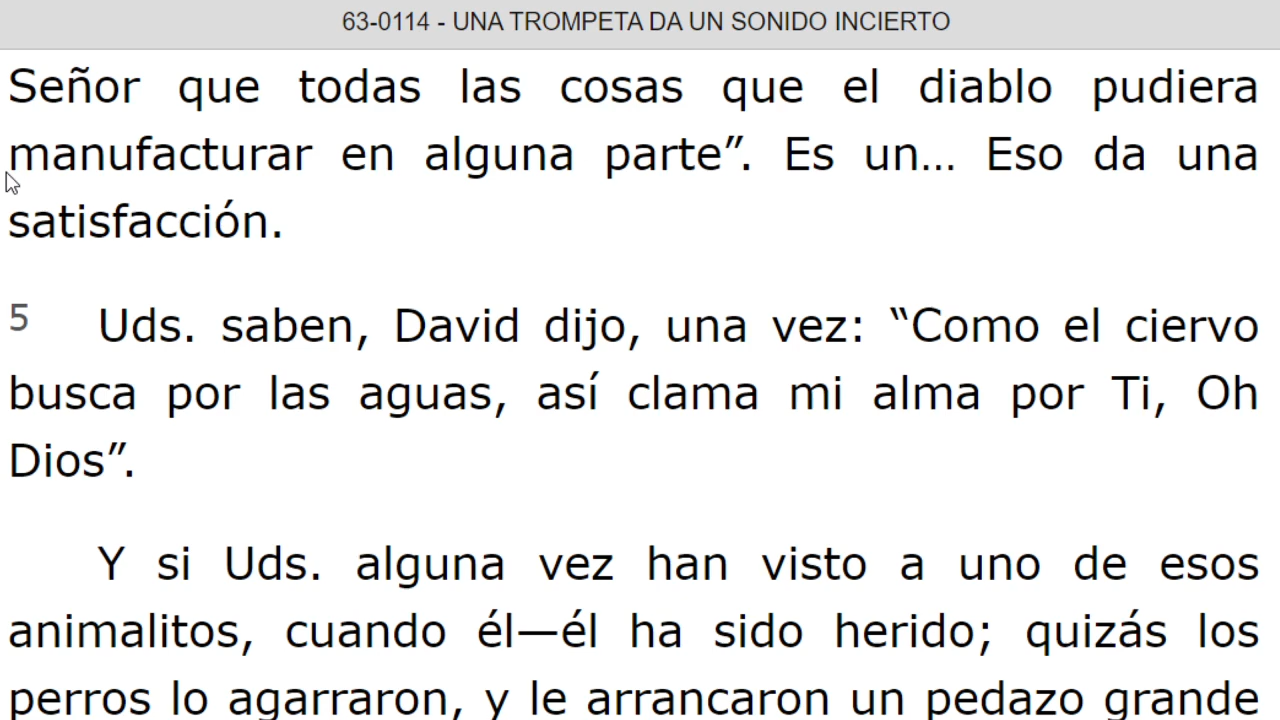 63-0114 - UNA TROMPETA DA UN SONIDO INCIERTO
Señor que todas las cosas que el diablo pudiera
manufacturar en alguna parte”. Es un... Eso da una
satisfacción.
5 Uds. saben, David dijo, una vez: “Como el ciervo
busca por las aguas, así clama mi alma por Ti, Oh
Dios”.
Y si Uds. alguna vez han visto a uno de esos
animalitos, cuando él—él ha sido herido; quizás los
perros lo agarraron, y le arrancaron un pedazo grande